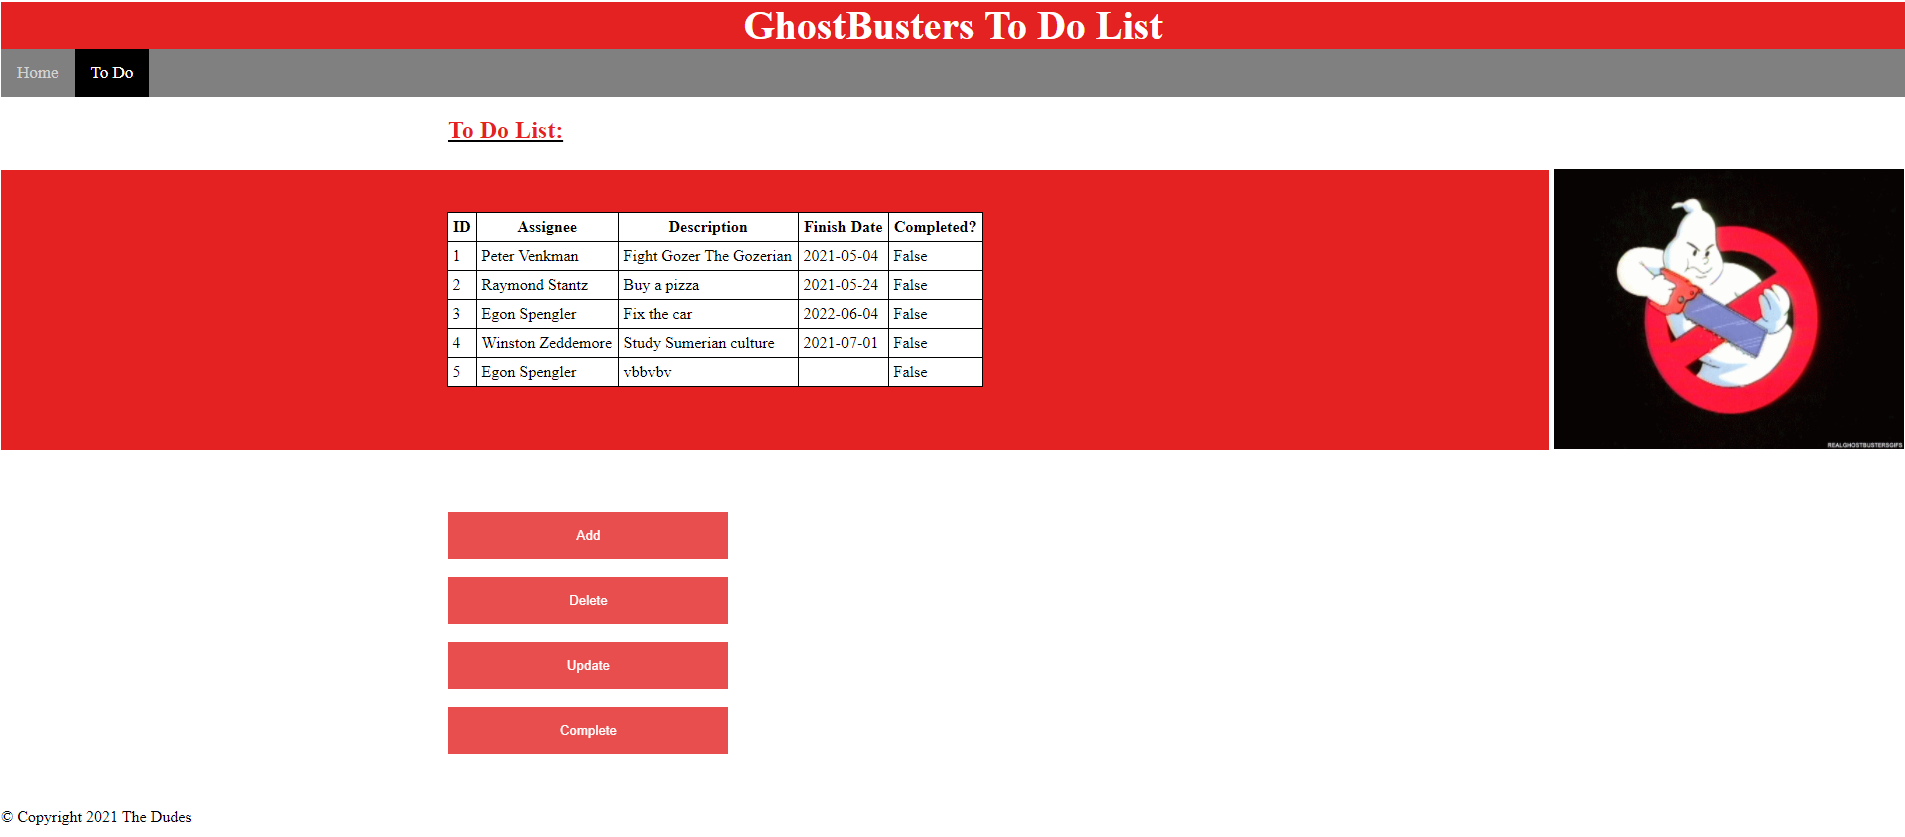 GhostBusters To Do List
Home To Do
To Do List:
ID Assignee Description Finish Date Completed?
1 Peter Venkman Fight Gozer The Gozerian 2021-05-04 False
2 Raymond Stantz Buy a pizza 2021-05-24 False
3 Egon Spengler Fix the car 2022-06-04 False
4 Winston Zeddemore Study Sumerian culture 2021-07-01 False
5 Egon Spengler vbbvbv False
REALGHOSTBUSTERSGIFS
Add
Delete
Update
Complete
© Copyright 2021 The Dudes